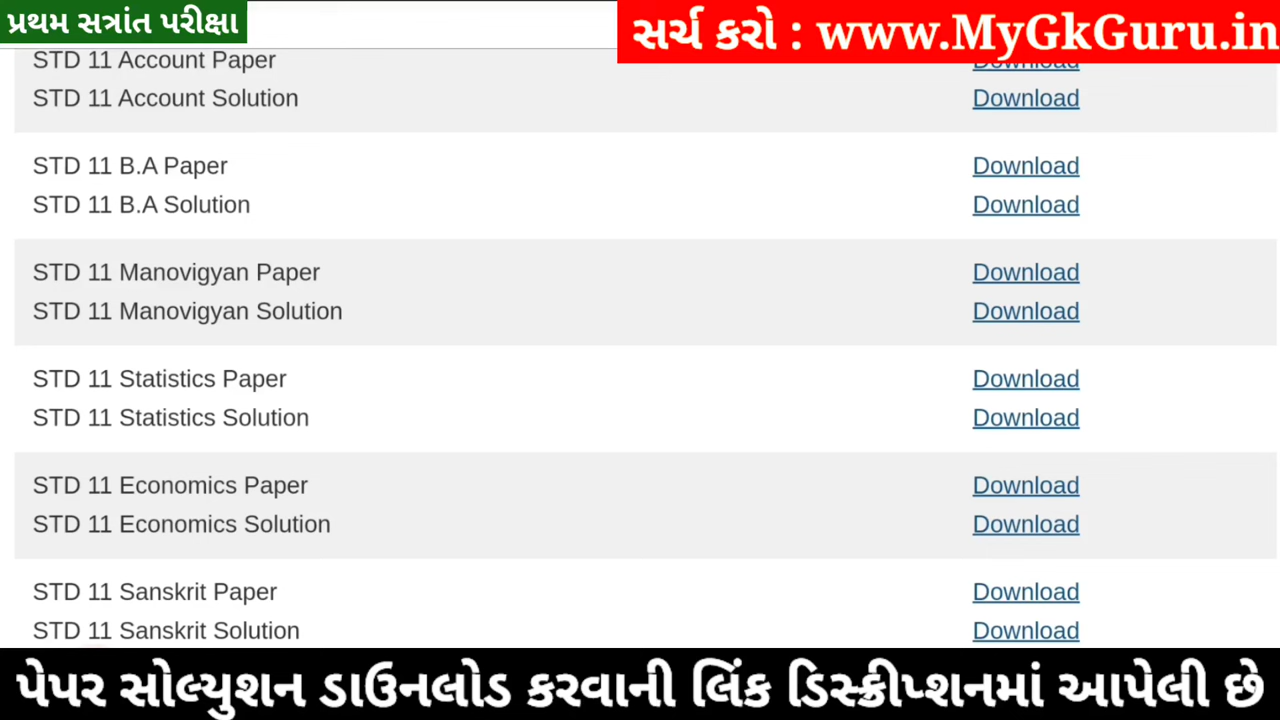 પ્રથમ સત્રાંત પરીક્ષા
સર્ચ કરો : www.MyGkGuru.in
STD 11 Account Paper Download
STD 11 Account Solution Download
STD 11 B.A Paper Download
STD 11 B.A Solution Download
STD 11 Manovigyan Paper Download
STD 11 Manovigyan Solution Download
STD 11 Statistics Paper Download
STD 11 Statistics Solution Download
STD 11 Economics Paper Download
STD 11 Economics Solution Download
STD 11 Sanskrit Paper Download
STD 11 Sanskrit Solution Download
પેપર સોલ્યુશન ડાઉનલોડ કરવાની લિંક ડિસ્ક્રીપ્શનમાં આપેલી છે